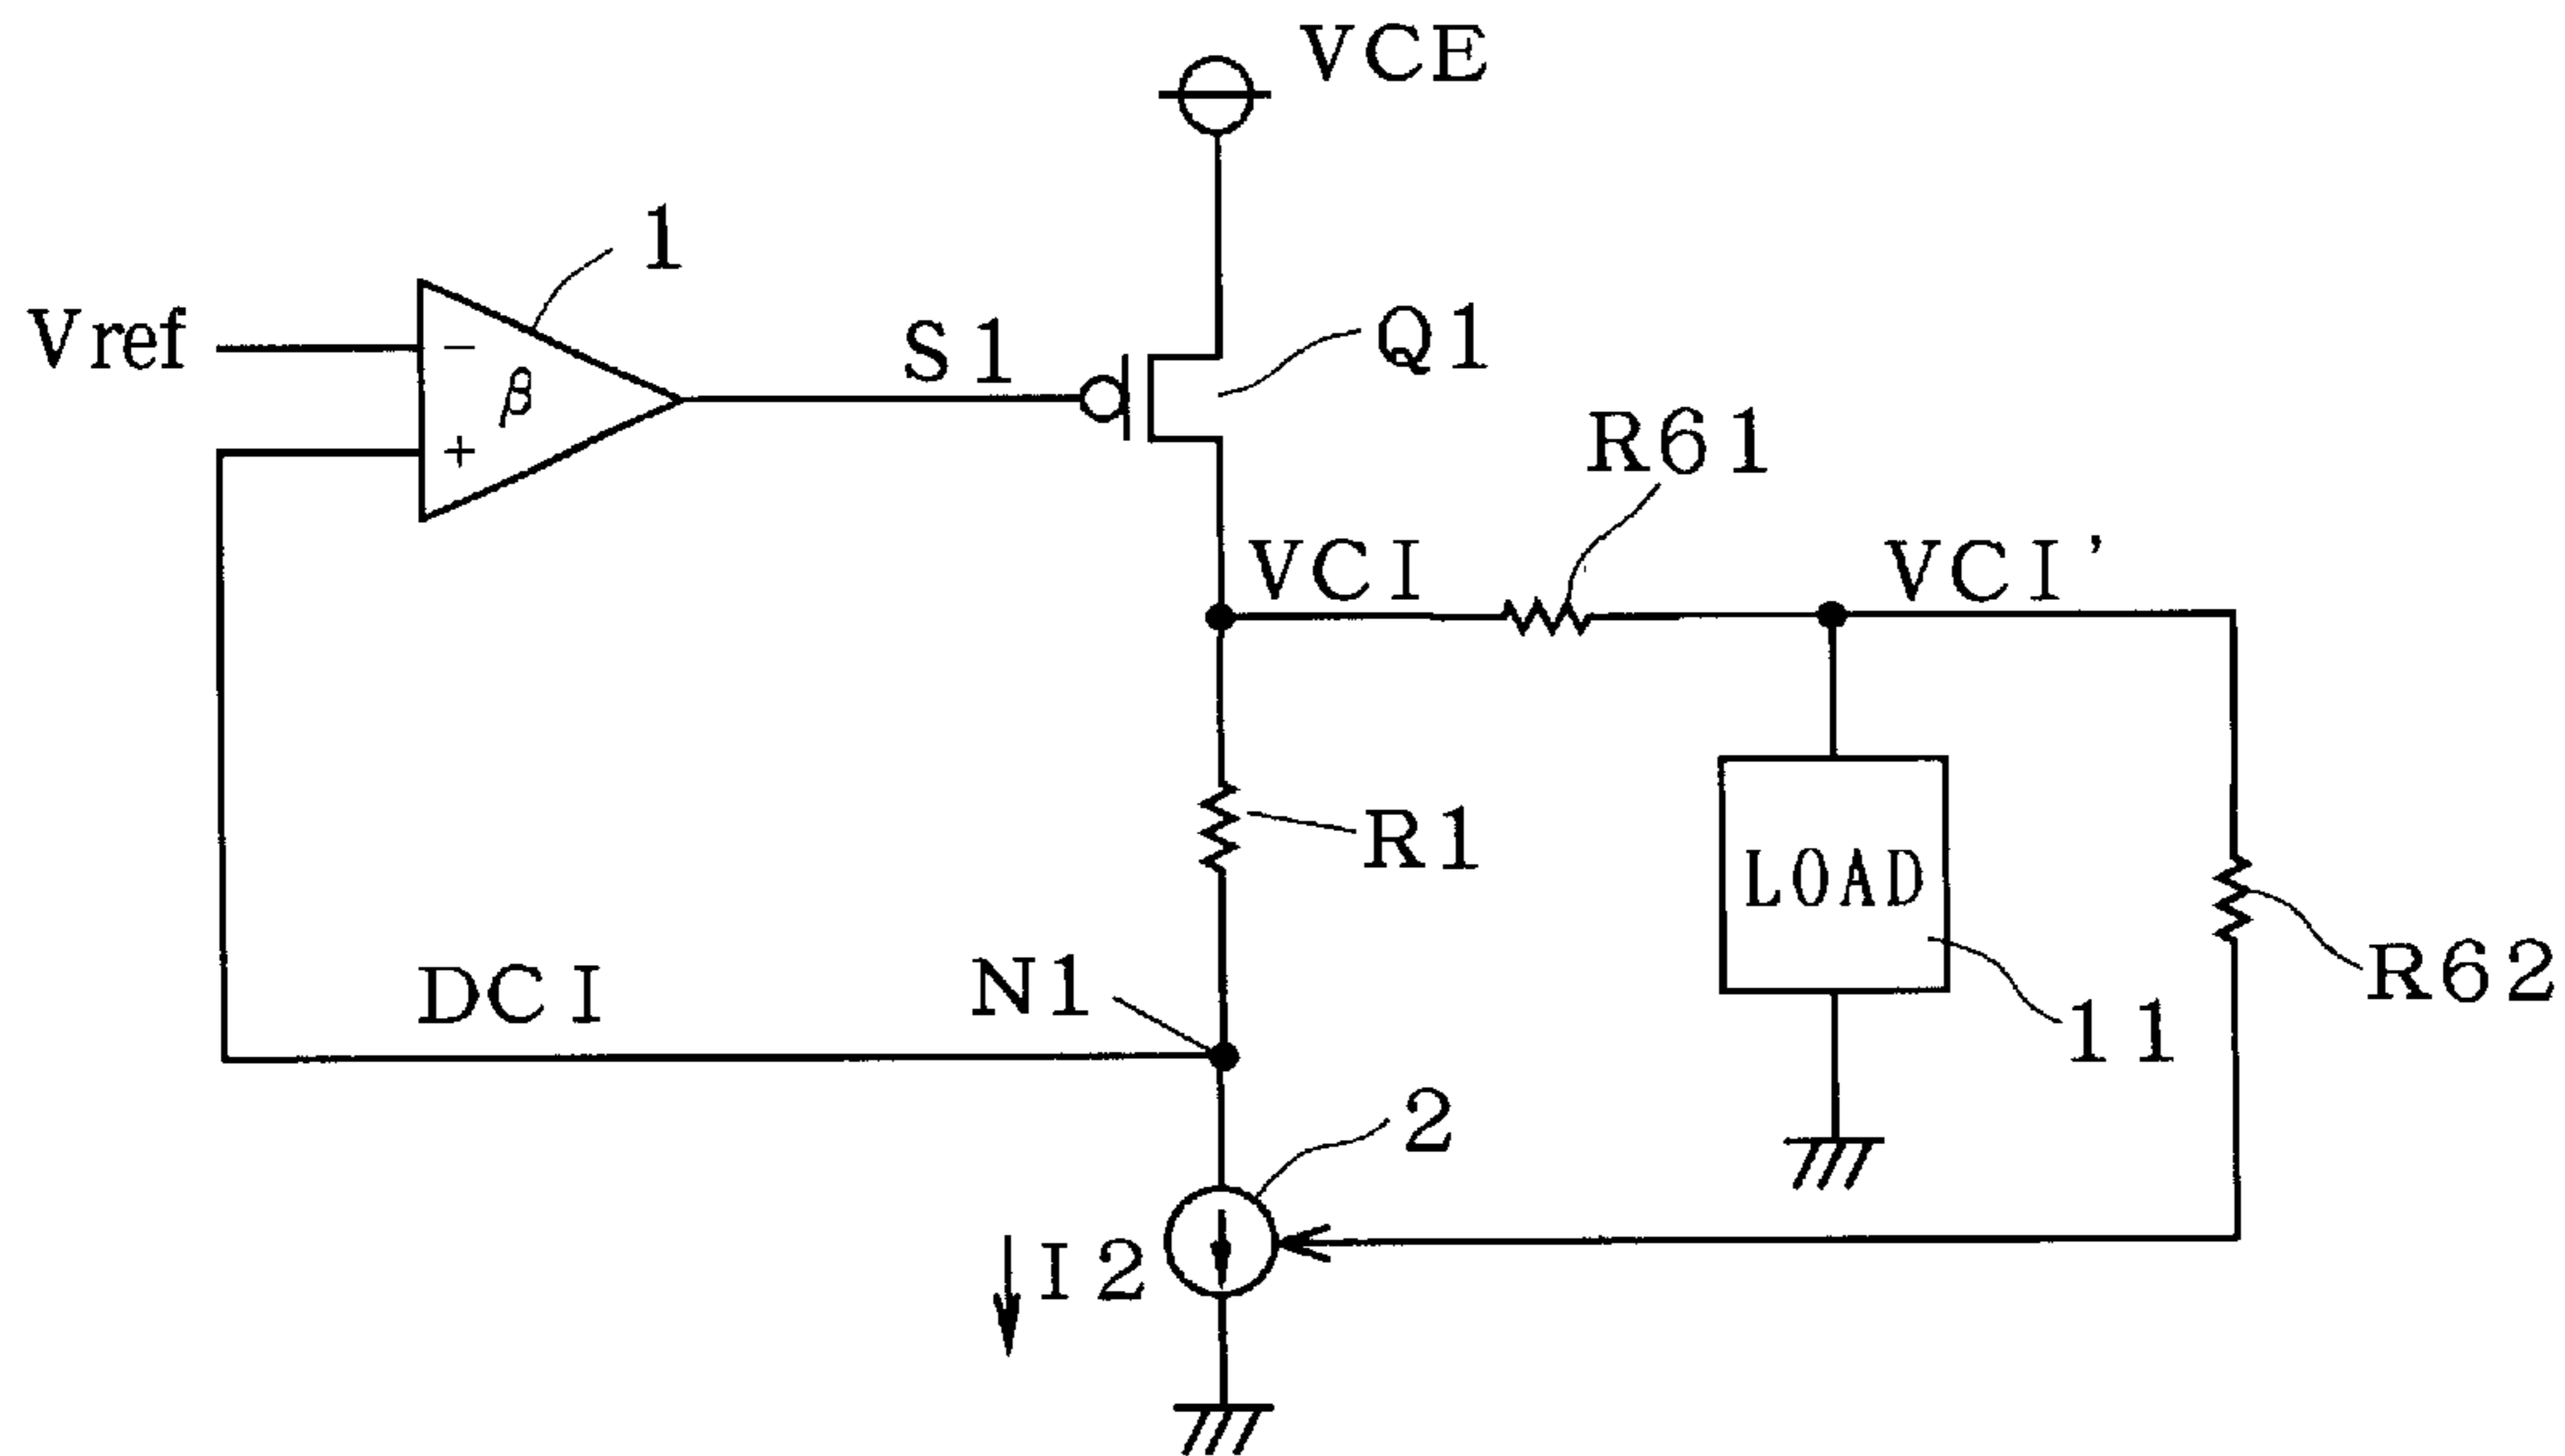 VCE
1
Vref
−
β
+
S1
Q1
R61
VCI
VCI'
R1
LOAD
R62
DCI
N1
11
2
I2